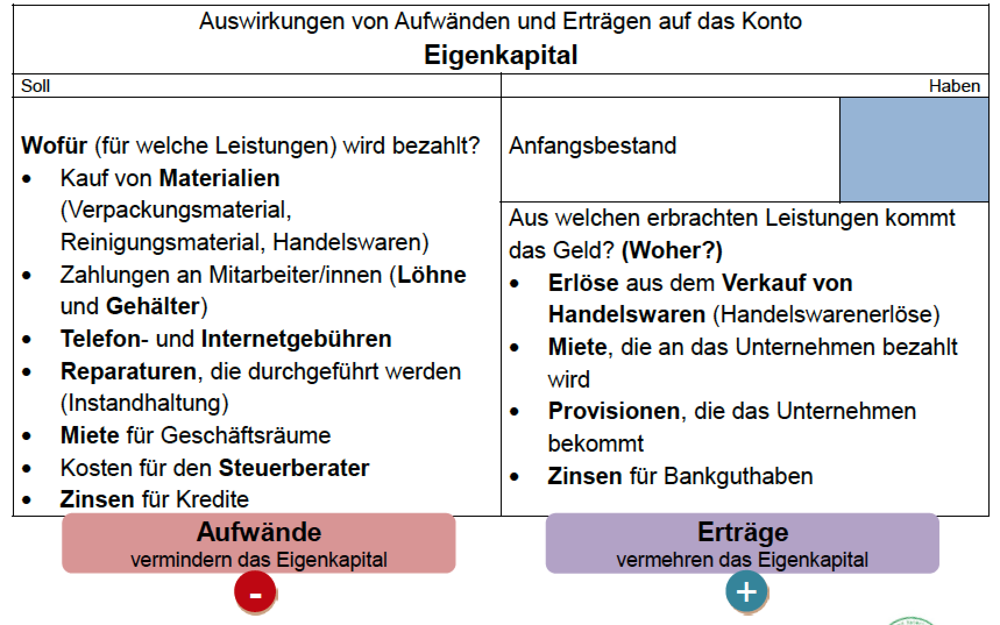 Auswirkungen von Aufwänden und Erträgen auf das Konto
Eigenkapital
Soll
Haben
Wofür (für welche Leistungen) wird bezahlt?
• Kauf von Materialien
(Verpackungsmaterial,
Reinigungsmaterial, Handelswaren)
• Zahlungen an Mitarbeiter/innen (Löhne
und Gehälter)
• Telefon- und Internetgebühren
• Reparaturen, die durchgeführt werden
(Instandhaltung)
• Miete für Geschäftsräume
• Kosten für den Steuerberater
• Zinsen für Kredite
Anfangsbestand
Aus welchen erbrachten Leistungen kommt
das Geld? (Woher?)
• Erlöse aus dem Verkauf von
Handelswaren (Handelswarenerlöse)
• Miete, die an das Unternehmen bezahlt
wird
• Provisionen, die das Unternehmen
bekommt
• Zinsen für Bankguthaben
Aufwände
vermindern das Eigenkapital
-
Erträge
vermehren das Eigenkapital
+